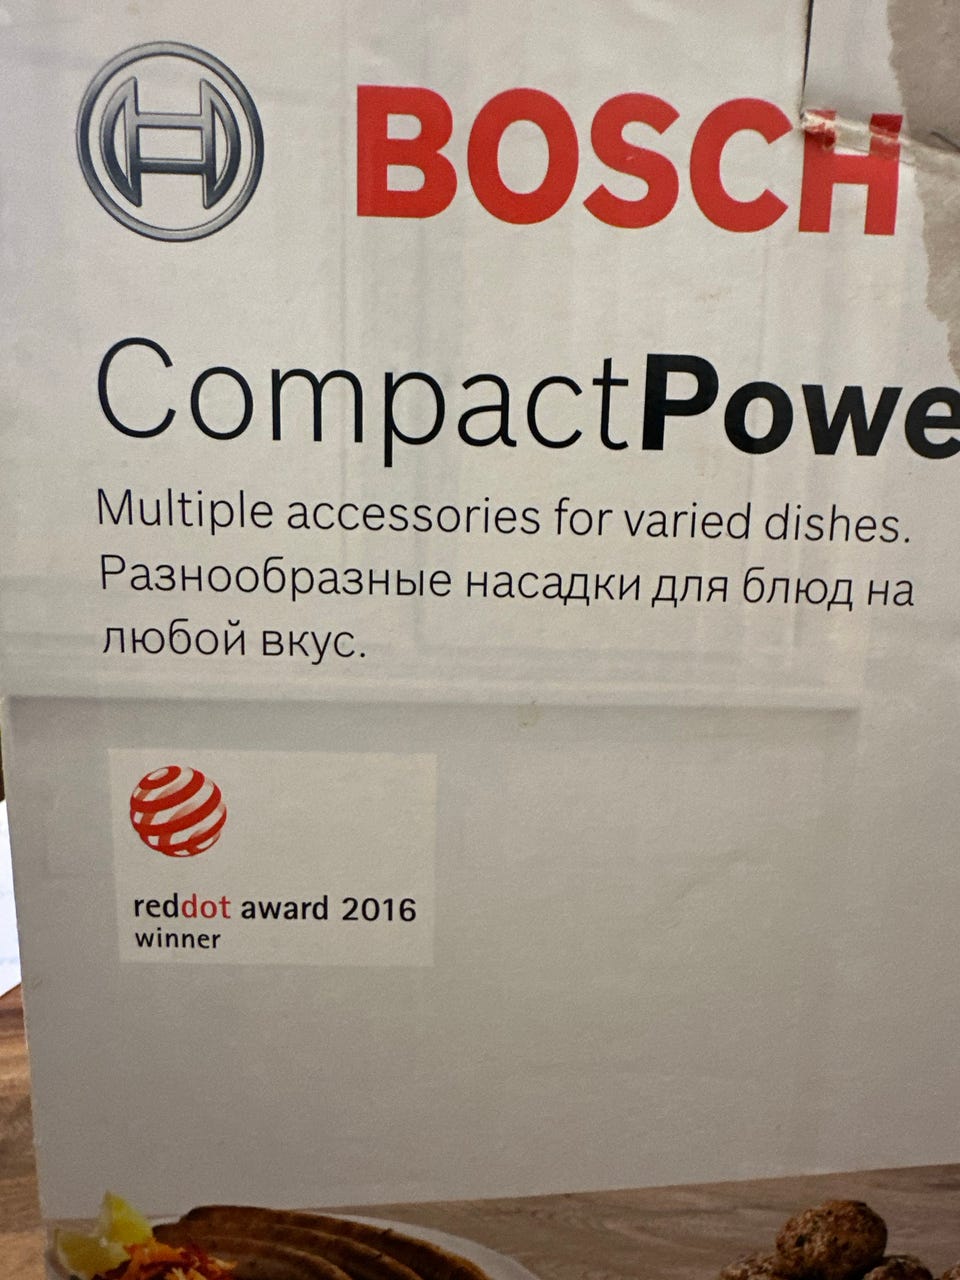 BOSCH
CompactPowe
Multiple accessories for varied dishes.
Разнообразные насадки для блюд на
любой вкус.
reddot award 2016
winner